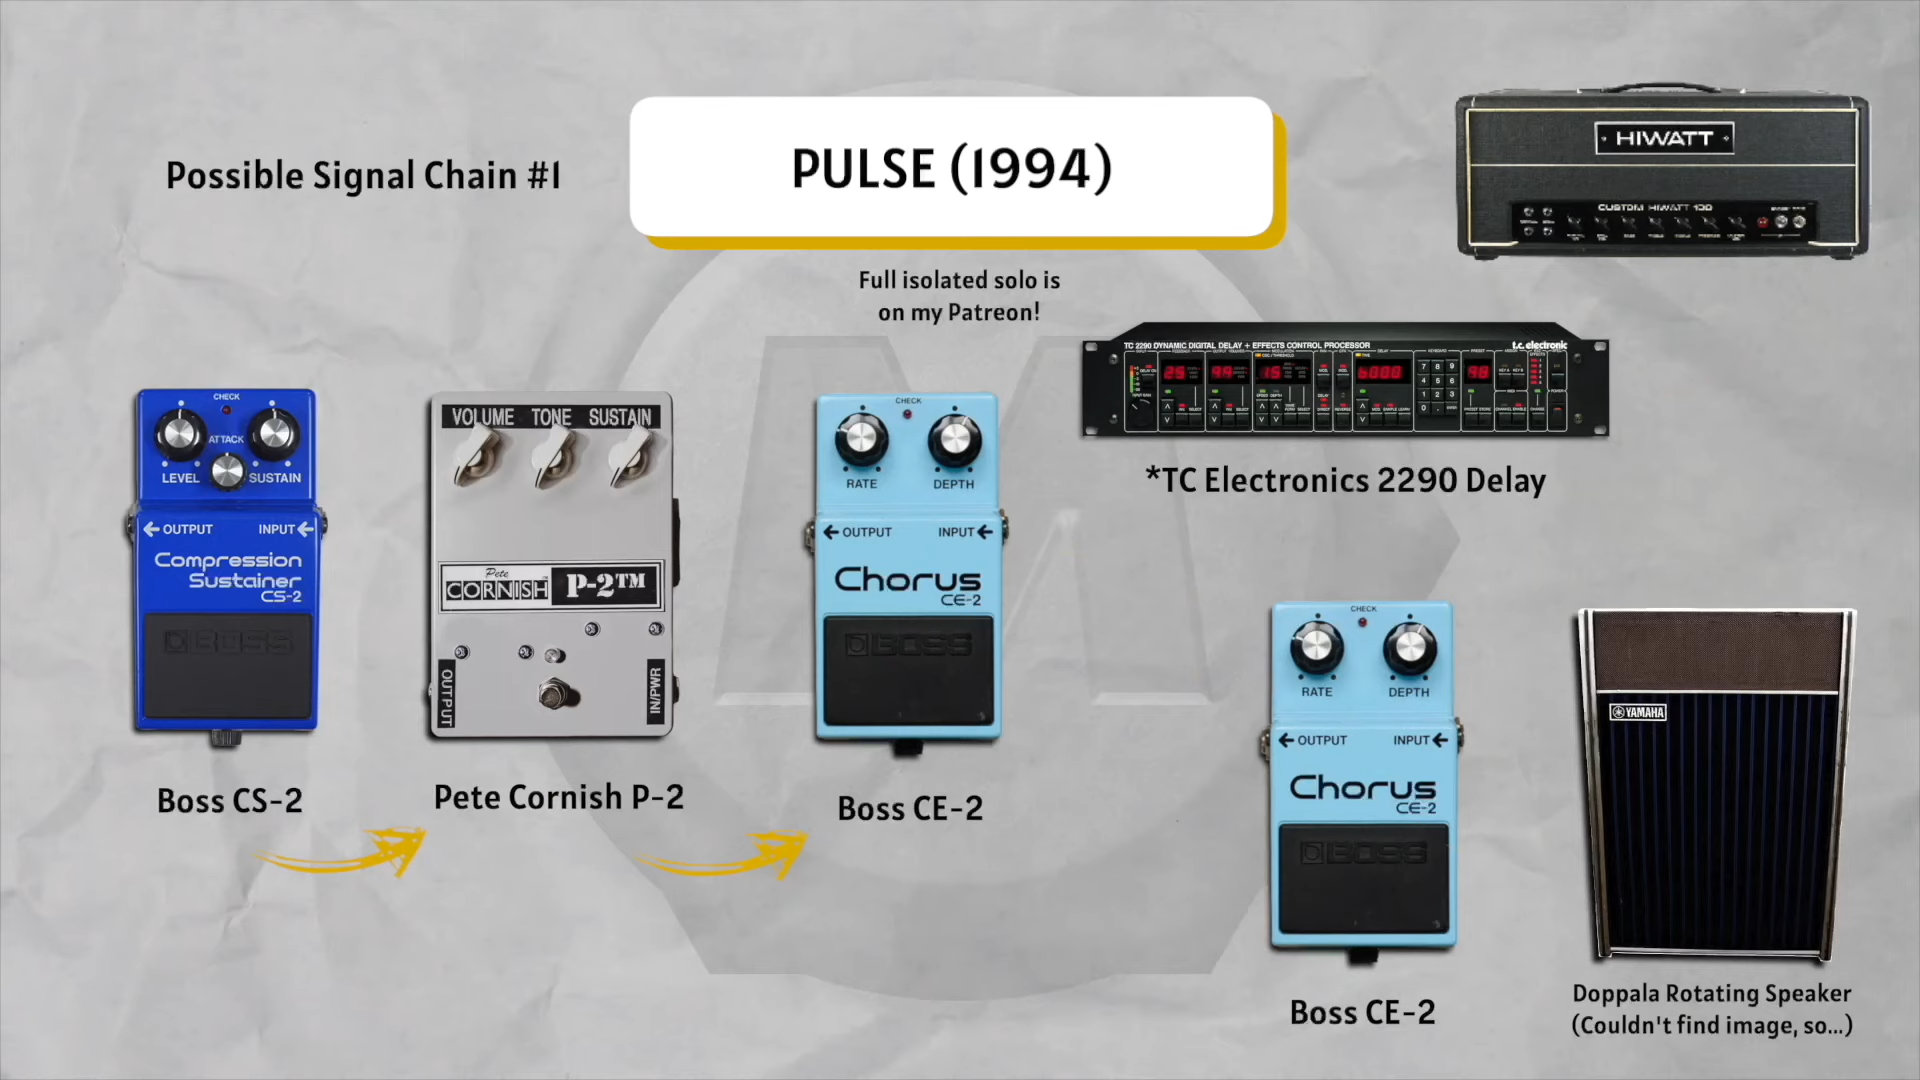 Possible Signal Chain #1
PULSE (1994)
Full isolated solo is
on my Patreon!
HIWATT
CUSTOM HIWATT 100
TC 2290 DYNAMIC DIGITAL DELAY + EFFECTS CONTROL PROCESSOR
t.c. electronic
*TC Electronics 2290 Delay
CHECK
ATTACK
LEVEL SUSTAIN
OUTPUT INPUT
Compression
Sustainer
CS-2
BOSS
Boss CS-2
VOLUME TONE SUSTAIN
Pete
CORNISH P-2™
OUTPUT
IN/PWR
Pete Cornish P-2
CHECK
RATE DEPTH
OUTPUT INPUT
Chorus
CE-2
BOSS
Boss CE-2
CHECK
RATE DEPTH
OUTPUT INPUT
Chorus
CE-2
BOSS
Boss CE-2
YAMAHA
Doppala Rotating Speaker
(Couldn't find image, so...)